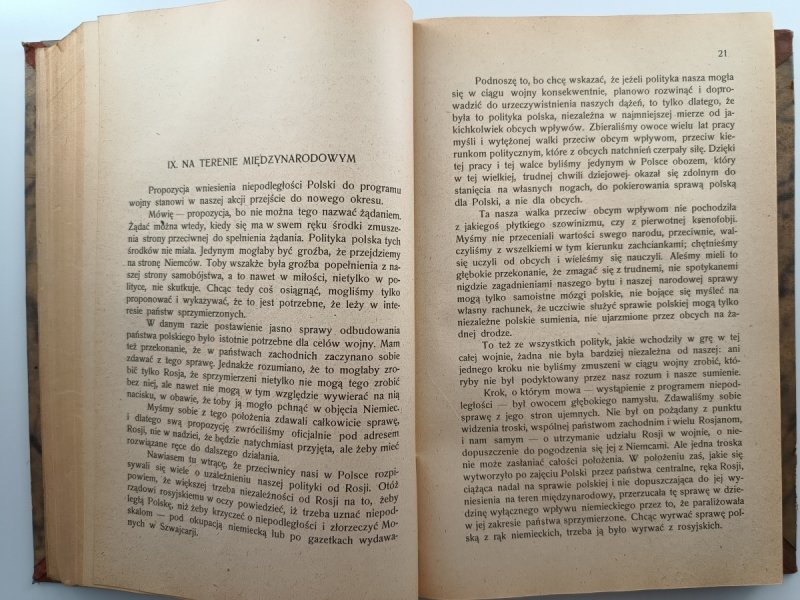 IX. NA TERENIE MIĘDZYNARODOWYM
Propozycja wniesienia niepodległości Polski do programu
wojny stanowi w naszej akcji przejście do nowego okresu.
Mówię — propozycja, bo nie można tego nazwać żądaniem.
Żądać można wtedy, kiedy się ma w swem ręku środki zmusze-
nia strony przeciwnej do spełnienia żądania. Polityka polska tych
środków nie miała. Jedynym mogłaby być groźba, że przejdziemy
na stronę Niemców. Toby wszakże była groźba popełnienia z na-
szej strony samobójstwa, a to nawet w miłości, nietylko w po-
lityce, nie skutkuje. Chcąc tedy coś osiągnąć, mogliśmy tylko
proponować i wykazywać, że to jest potrzebne, że leży w inte-
resie państw sprzymierzonych.
W danym razie postawienie jasno sprawy odbudowania
państwa polskiego było istotnie potrzebne dla celów wojny. Mam
też przekonanie, że w państwach zachodnich zaczynano sobie
zdawać z tego sprawę. Jednakże rozumiano, że to mogłaby zro-
bić tylko Rosja, że sprzymierzeni nietylko nie mogą tego zrobić
bez niej, ale nawet nie mogą w tym względzie wywierać na nią
nacisku, w obawie, że toby ją mogło pchnąć w objęcia Niemiec.
Myśmy sobie z tego położenia zdawali całkowicie sprawę,
i dlatego swą propozycję zwróciliśmy oficjalnie pod adresem
Rosji, nie w nadziei, że będzie natychmiast przyjęta, ale żeby mieć
rozwiązane ręce do dalszego działania.
Nawiasem tu wtrącę, że przeciwnicy nasi w Polsce rozpi-
sywali się wiele o uzależnieniu naszej polityki od Rosji. Otóż
powiem, że większej trzeba niezależności od Rosji na to, żeby
rządowi rosyjskiemu w oczy powiedzieć, iż trzeba uznać niepod-
ległą Polskę, niż żeby krzyczeć o niepodległości i złorzeczyć Mo-
skalom — pod okupacją niemiecką lub po gazetkach wydawa-
nych w Szwajcarji.
21
Podnoszę to, bo chcę wskazać, że jeżeli polityka nasza mogła
się w ciągu wojny konsekwentnie, planowo rozwinąć i dopro-
wadzić do urzeczywistnienia naszych dążeń, to tylko dlatego, że
była to polityka polska, niezależna w najmniejszej mierze od ja-
kichkolwiek obcych wpływów. Zbieraliśmy owoce wielu lat pracy
myśli i wytężonej walki przeciw obcym wpływom, przeciw kie-
runkom politycznym, które z obcych natchnień czerpały siłę. Dzięki
tej pracy i tej walce byliśmy jedynym w Polsce obozem, który
w tej wielkiej, trudnej chwili dziejowej okazał się zdolnym do
stanięcia na własnych nogach, do pokierowania sprawą polską
dla Polski, a nie dla obcych.
Ta nasza walka przeciw obcym wpływom nie pochodziła
z jakiegoś płytkiego szowinizmu, czy z pierwotnej ksenofobji.
Myśmy nie przeceniali wartości swego narodu, przeciwnie, wal-
czyliśmy z wszelkiemi w tym kierunku zachciankami; chętnieśmy
się uczyli od obcych i wieleśmy się nauczyli. Aleśmy mieli to
głębokie przekonanie, że zmagać się z trudnemi, nie spotykanemi
nigdzie zagadnieniami naszego bytu i naszej narodowej sprawy
mogą tylko samoistne mózgi polskie, nie bojące się myśleć na
własny rachunek, że uczciwie służyć sprawie polskiej mogą tylko
niezależne polskie sumienia, nie ujarzmione przez obcych na żad-
nej drodze.
To też ze wszystkich polityk, jakie wchodziły w grę w tej
całej wojnie, żadna nie była bardziej niezależna od naszej: ani
jednego kroku nie byliśmy zmuszeni w ciągu wojny zrobić, któ-
ryby nie był podyktowany przez nasz rozum i nasze sumienie.
Krok, o którym mowa — wystąpienie z programem niepod-
ległości — był owocem głębokiego namysłu. Zdawaliśmy sobie
sprawę z jego stron ujemnych. Nie był on pożądany z punktu
widzenia troski, wspólnej państwom zachodnim i wielu Rosjanom,
i nam samym — o utrzymanie udziału Rosji w wojnie, o nie-
dopuszczenie do pogodzenia się jej z Niemcami. Ale jedna troska
nie może zasłaniać całości położenia. W położeniu zaś, jakie się
wytworzyło po zajęciu Polski przez państwa centralne, ręka Rosji,
ciążąca nadal na sprawie polskiej i nie dopuszczająca do jej wy-
niesienia na teren międzynarodowy, przerzucała tę sprawę w dzie-
dzinę wyłącznego wpływu niemieckiego przez to, że paraliżowała
w jej zakresie państwa sprzymierzone. Chcąc wyrwać sprawę pol-
ską z rąk niemieckich, trzeba ją było wyrwać z rosyjskich.